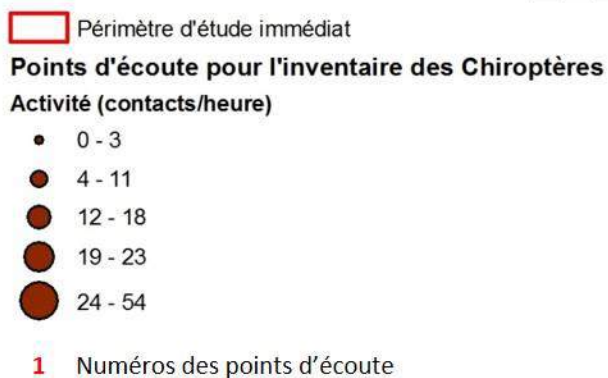 Périmètre d'étude immédiat
Points d'écoute pour l'inventaire des Chiroptères
Activité (contacts/heure)
0 - 3
4 - 11
12 - 18
19 - 23
24 - 54
1 Numéros des points d’écoute